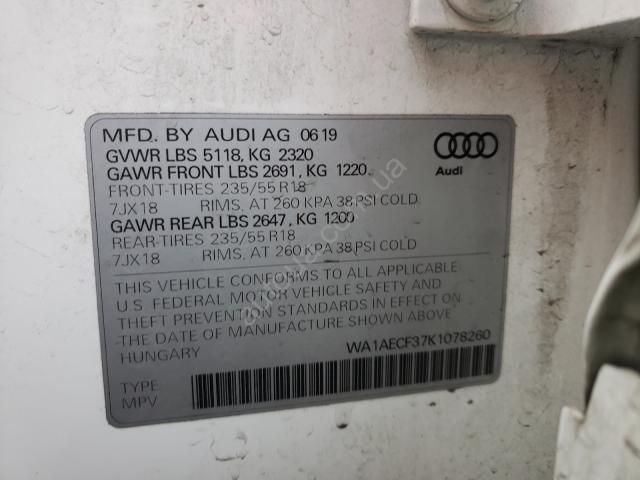 MFD. BY AUDI AG 06 19
GVWR LBS 5118, KG 2320
GAWR FRONT LBS 2691, KG 1220
FRONT-TIRES 235/55 R18
7JX18 RIMS, AT 260 KPA 38 PSI COLD.
GAWR REAR LBS 2647, KG 1200
REAR-TIRES 235/55 R18
7JX18 RIMS. AT 260 KPA 38 PSI COLD
Audi
THIS VEHICLE CONFORMS TO ALL APPLICABLE
U.S. FEDERAL MOTOR VEHICLE SAFETY AND
THEFT PREVENTION STANDARDS IN EFFECT ON
THE DATE OF MANUFACTURE SHOWN ABOVE
HUNGARY WA1AECF37K1078260
TYPE
MPV